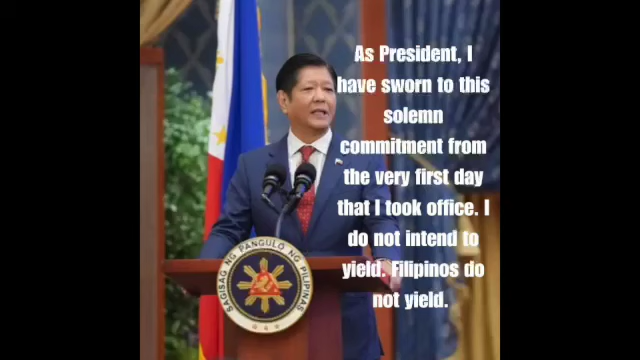 As President, I
have sworn to this
solemn
commitment from
the very first day
that I took office. I
do not intend to
yield. Filipinos do
not yield.
SAGISAG NG PANGULO NG PILIPINAS